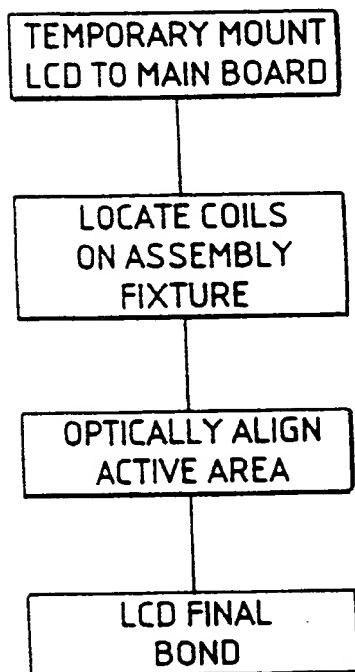 TEMPORARY MOUNT
LCD TO MAIN BOARD
LOCATE COILS
ON ASSEMBLY
FIXTURE
OPTICALLY ALIGN
ACTIVE AREA
LCD FINAL
BOND